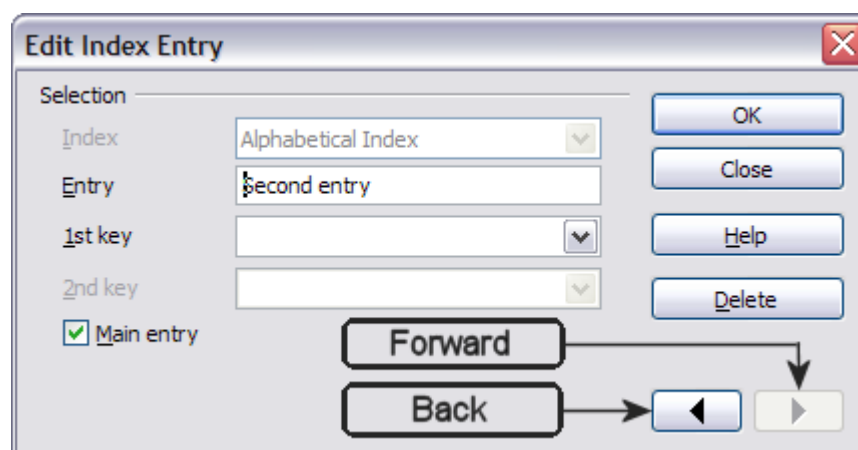 Edit Index Entry
Selection
OK
Index
Alphabetical Index
Close
Entry
Second entry
1st key
Help
2nd key
Delete
Main entry
Forward
Back